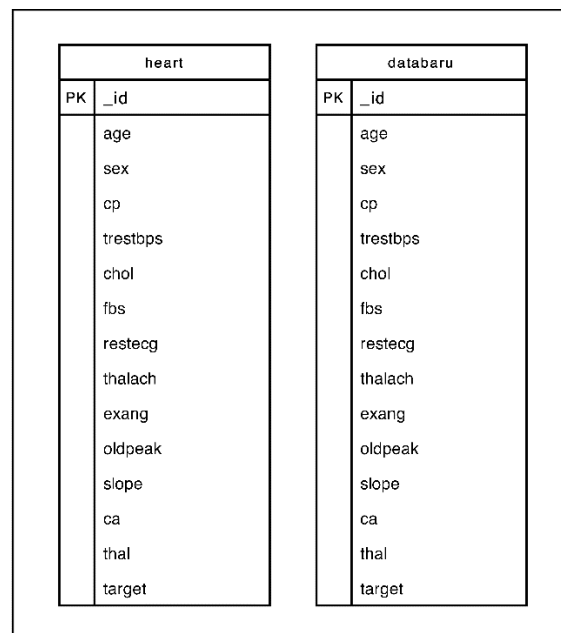 heart
PK _id
age
sex
cp
trestbps
chol
fbs
restecg
thalach
exang
oldpeak
slope
ca
thal
target
databaru
PK _id
age
sex
cp
trestbps
chol
fbs
restecg
thalach
exang
oldpeak
slope
ca
thal
target